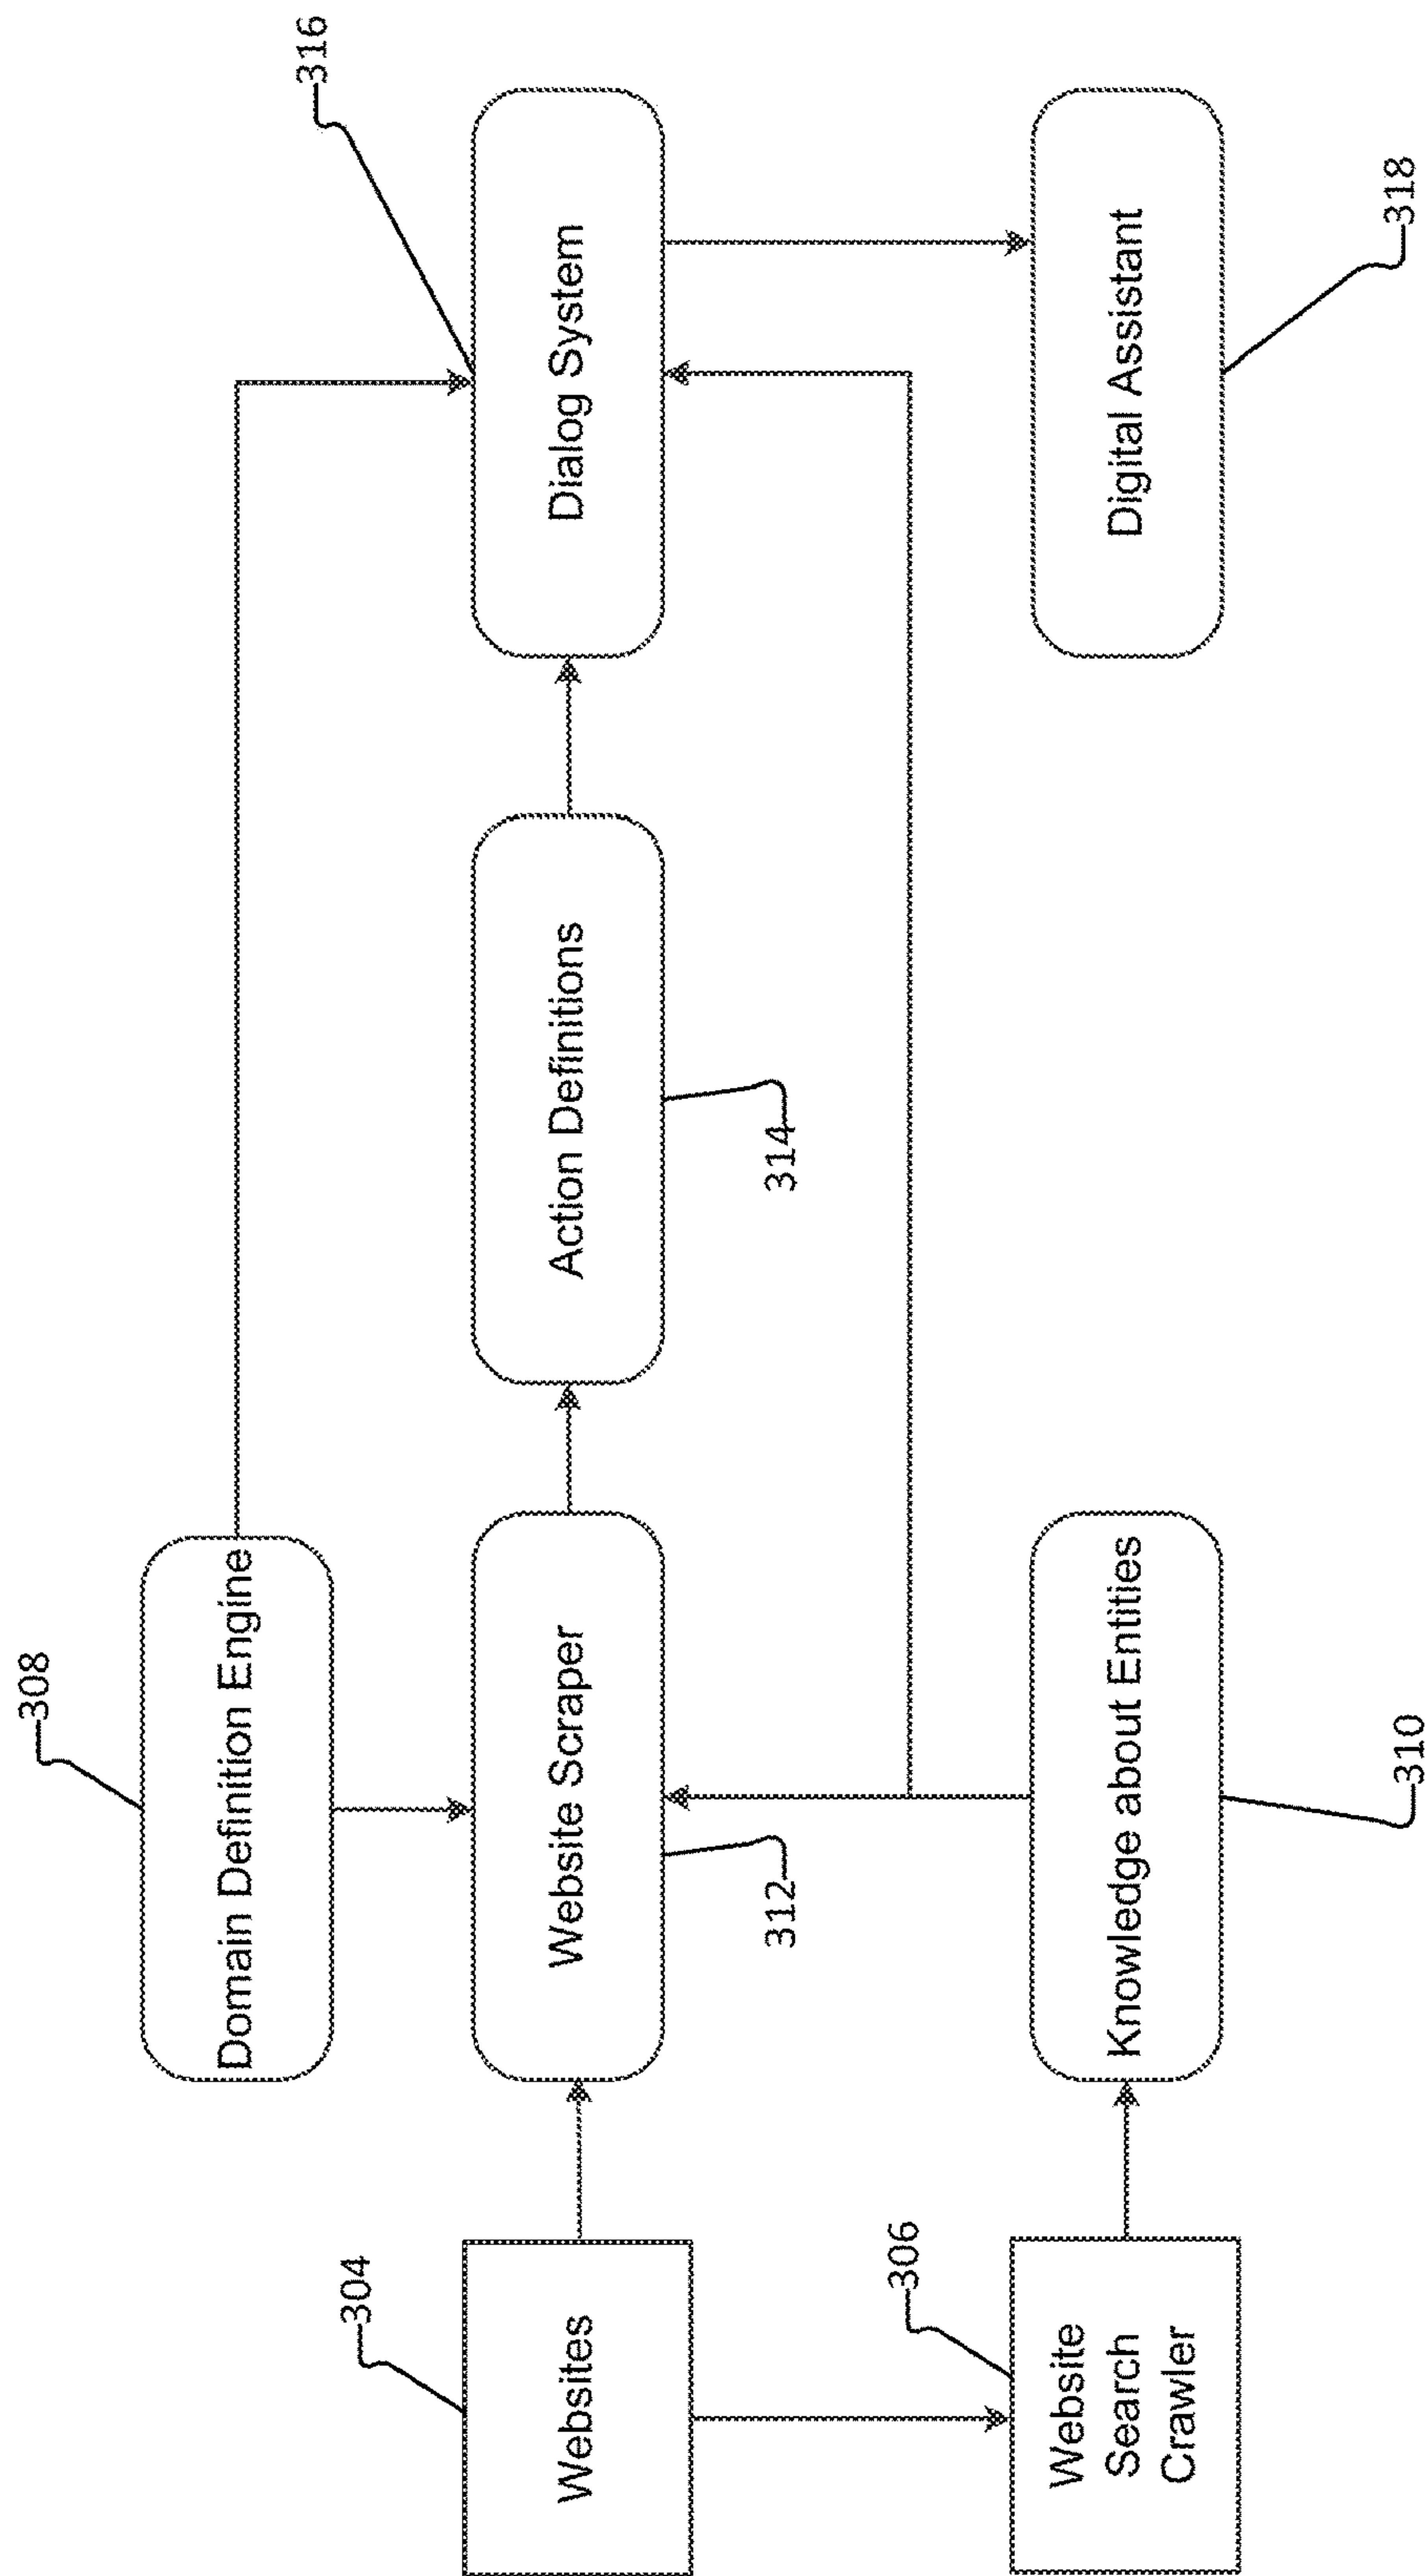 308
Domain Definition Engine
316
304
Websites
Website Scraper
Action Definitions
Dialog System
312
314
306
Website
Search
Crawler
Knowledge about Entities
Digital Assistant
310
318